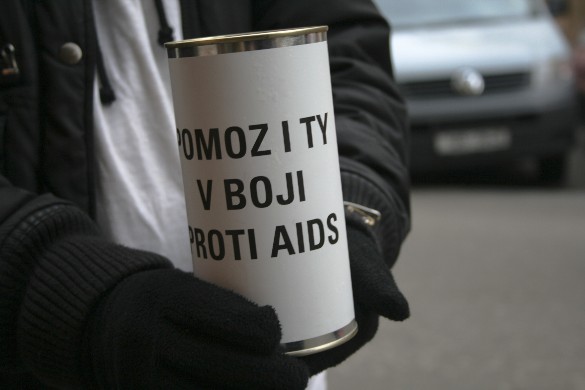 POMOZ I TY
V BOJI
PROTI AIDS